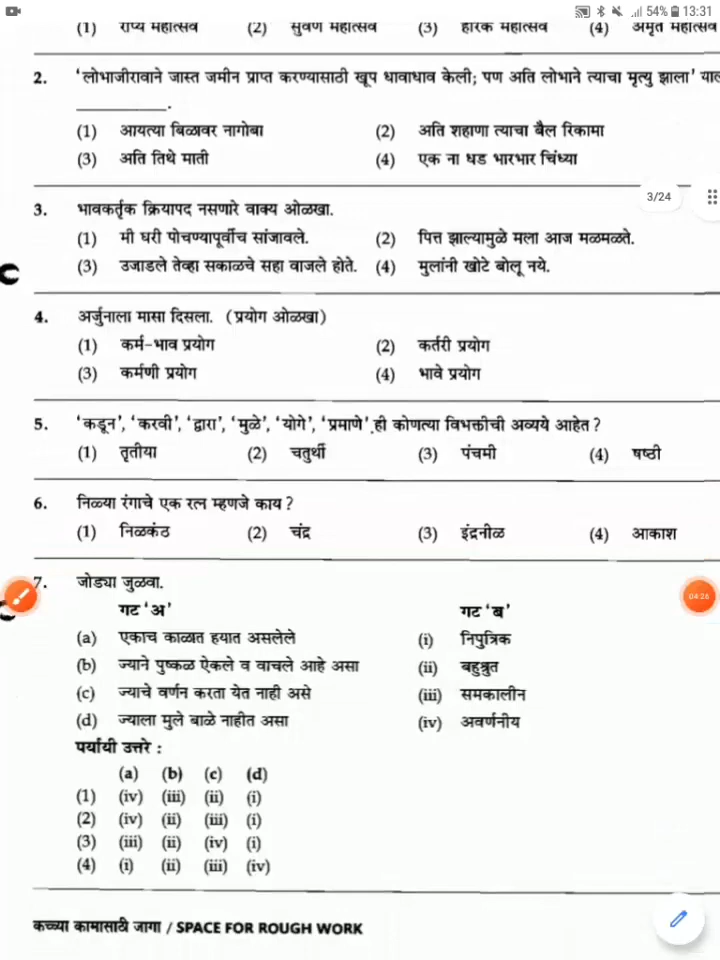 54% 13:31
(1) रौप्य महोत्सव (2) सुवर्ण महोत्सव (3) हीरक महोत्सव (4) अमृत महोत्सव
2. 'लोभाजीरावाने जास्त जमीन प्राप्त करण्यासाठी खूप धावाधाव केली; पण अति लोभाने त्याचा मृत्यु झाला'
________.
(1) आयत्या बिळावर नागोबा (2) अति शहाणा त्याचा बैल रिकामा
(3) अति तिथे माती (4) एक ना धड भारभार चिंध्या
3/24
3. भावकर्तृक क्रियापद नसणारे वाक्य ओळखा.
(1) मी घरी पोचण्यापूर्वीच सांजावले. (2) पित्त झाल्यामुळे मला आज मळमळते.
(3) उजाडले तेव्हा सकाळचे सहा वाजले होते. (4) मुलांनी खोटे बोलू नये.
4. अर्जुनाला मासा दिसला. (प्रयोग ओळखा)
(1) कर्म-भाव प्रयोग (2) कर्तरी प्रयोग
(3) कर्मणी प्रयोग (4) भावे प्रयोग
5. 'कडून', 'करवी', 'द्वारा', 'मुळे', 'योगे', 'प्रमाणे' ही कोणत्या विभक्तीची अव्यये आहेत ?
(1) तृतीया (2) चतुर्थी (3) पंचमी (4) षष्ठी
6. निळ्या रंगाचे एक रत्न म्हणजे काय ?
(1) निळकंठ (2) चंद्र (3) इंद्रनीळ (4) आकाश
7. जोड्या जुळवा.
गट 'अ' गट 'ब'
(a) एकाच काळात हयात असलेले (i) निपुत्रिक
(b) ज्याने पुष्कळ ऐकले व वाचले आहे असा (ii) बहुश्रुत
(c) ज्याचे वर्णन करता येत नाही असे (iii) समकालीन
(d) ज्याला मुले बाळे नाहीत असा (iv) अवर्णनीय
04:26
पर्यायी उत्तरे :
(a) (b) (c) (d)
(1) (iv) (iii) (ii) (i)
(2) (iv) (ii) (iii) (i)
(3) (iii) (ii) (iv) (i)
(4) (i) (ii) (iii) (iv)
कच्च्या कामासाठी जागा / SPACE FOR ROUGH WORK